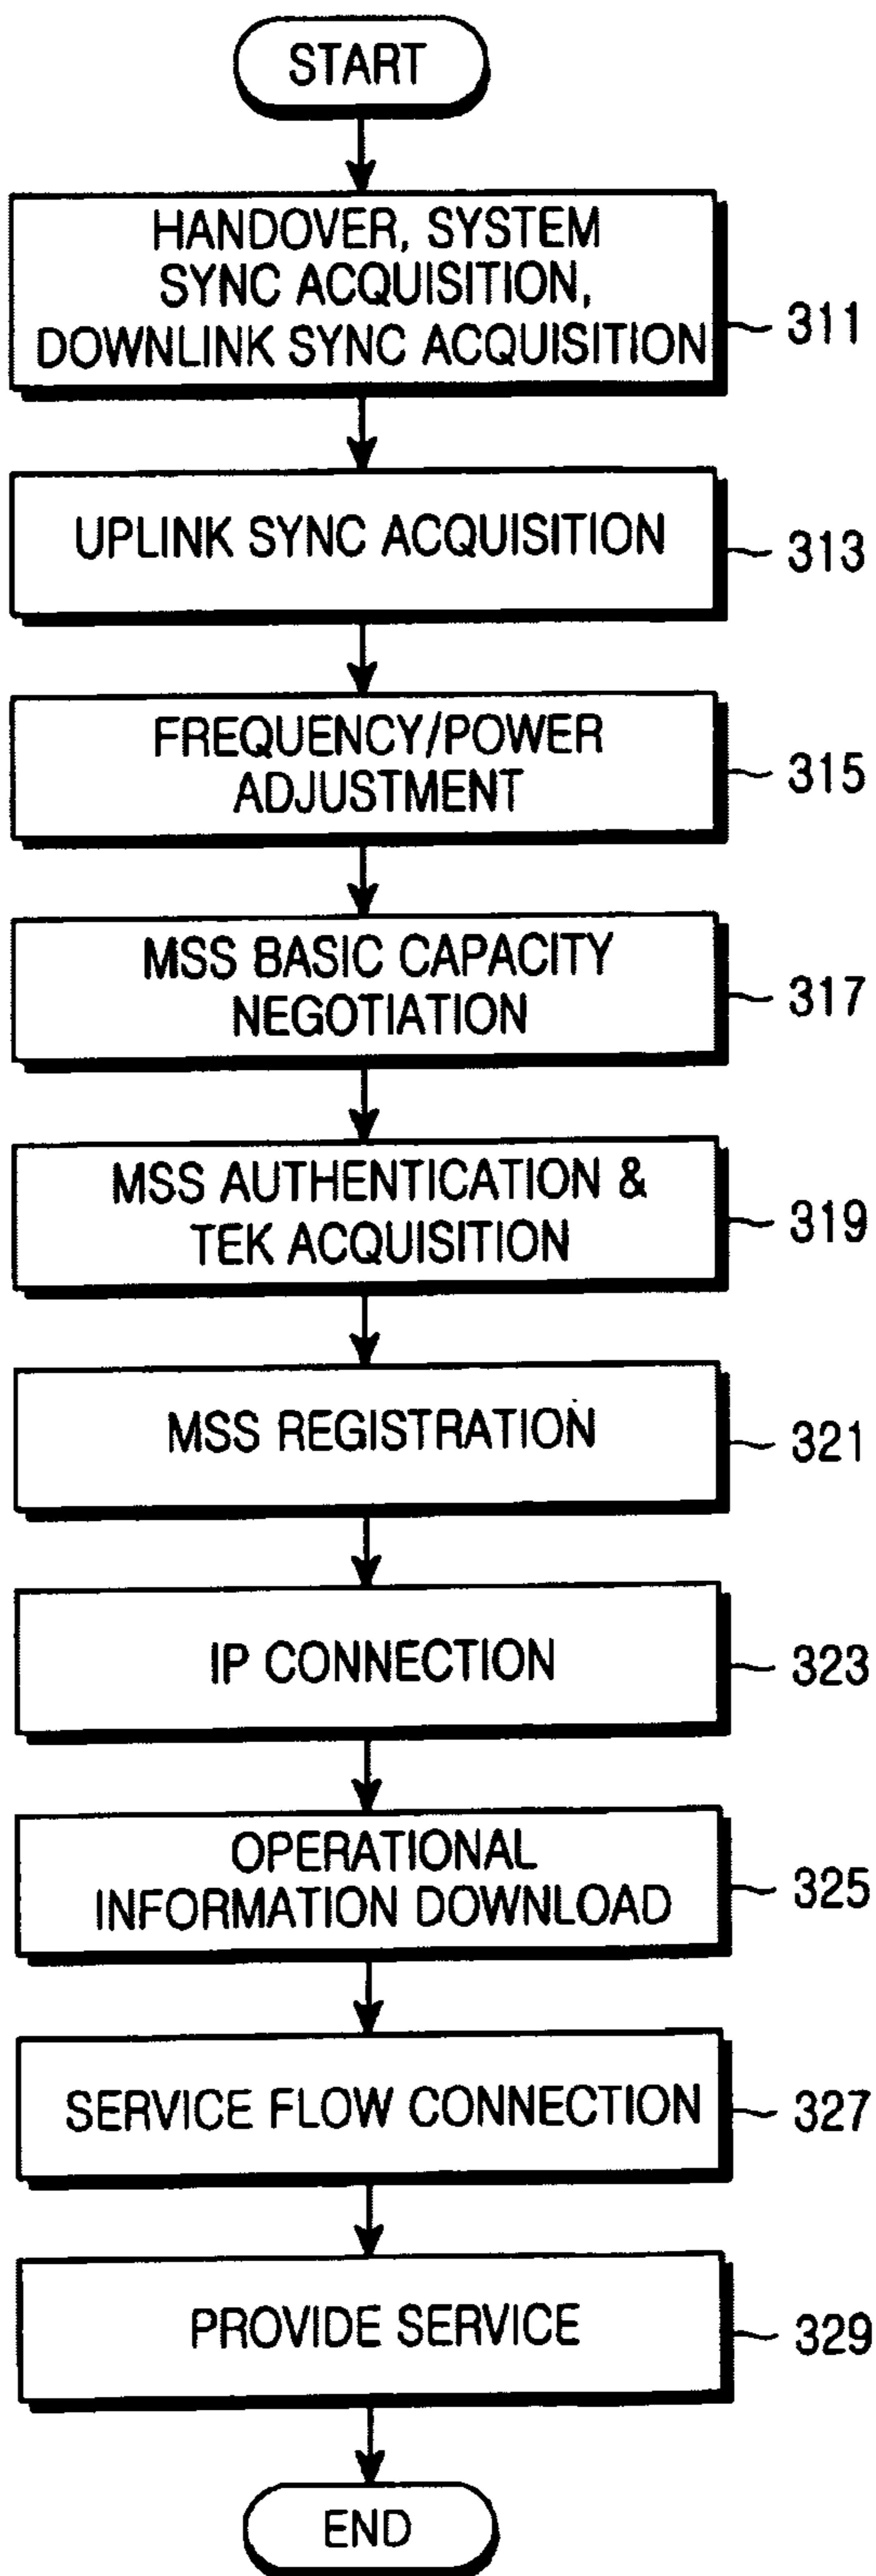 START
HANDOVER, SYSTEM
SYNC ACQUISITION,
DOWNLINK SYNC ACQUISITION
311
UPLINK SYNC ACQUISITION
313
FREQUENCY/POWER
ADJUSTMENT
315
MSS BASIC CAPACITY
NEGOTIATION
317
MSS AUTHENTICATION &
TEK ACQUISITION
319
MSS REGISTRATION
321
IP CONNECTION
323
OPERATIONAL
INFORMATION DOWNLOAD
325
SERVICE FLOW CONNECTION
327
PROVIDE SERVICE
329
END